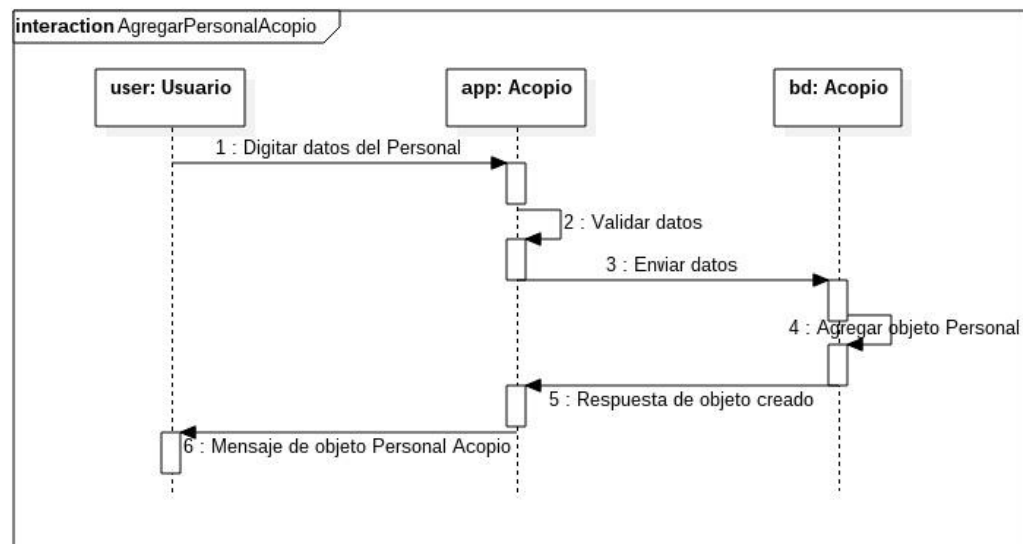 interaction AgregarPersonalAcopio
user: Usuario
app: Acopio
bd: Acopio
1 : Digitar datos del Personal
2 : Validar datos
3 : Enviar datos
4 : Agregar objeto Personal
5 : Respuesta de objeto creado
6 : Mensaje de objeto Personal Acopio